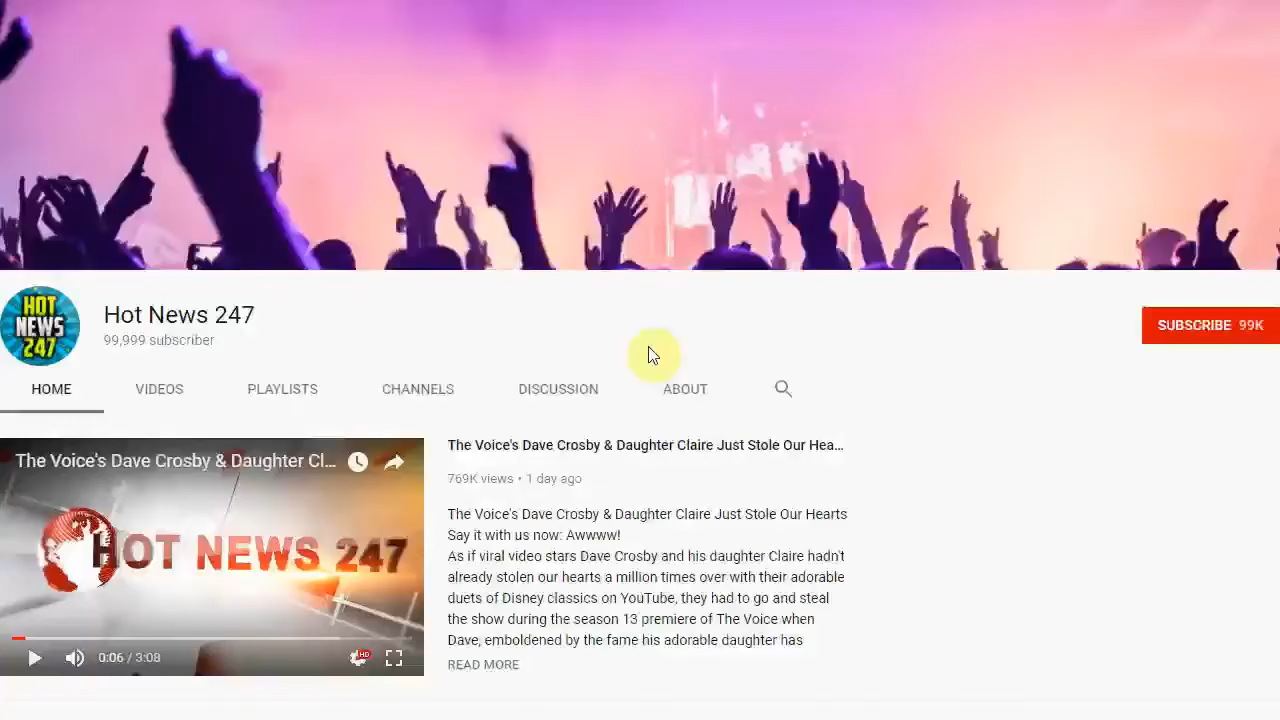 HOT
NEWS
247
Hot News 247
99,999 subscriber
SUBSCRIBE 99K
HOME VIDEOS PLAYLISTS CHANNELS DISCUSSION ABOUT
The Voice's Dave Crosby & Daughter Cl...
HOT NEWS 247
0:06 / 3:08
HD
The Voice's Dave Crosby & Daughter Claire Just Stole Our Hea...
769K views • 1 day ago
The Voice's Dave Crosby & Daughter Claire Just Stole Our Hearts
Say it with us now: Awwww!
As if viral video stars Dave Crosby and his daughter Claire hadn't
already stolen our hearts a million times over with their adorable
duets of Disney classics on YouTube, they had to go and steal
the show during the season 13 premiere of The Voice when
Dave, emboldened by the fame his adorable daughter has
READ MORE